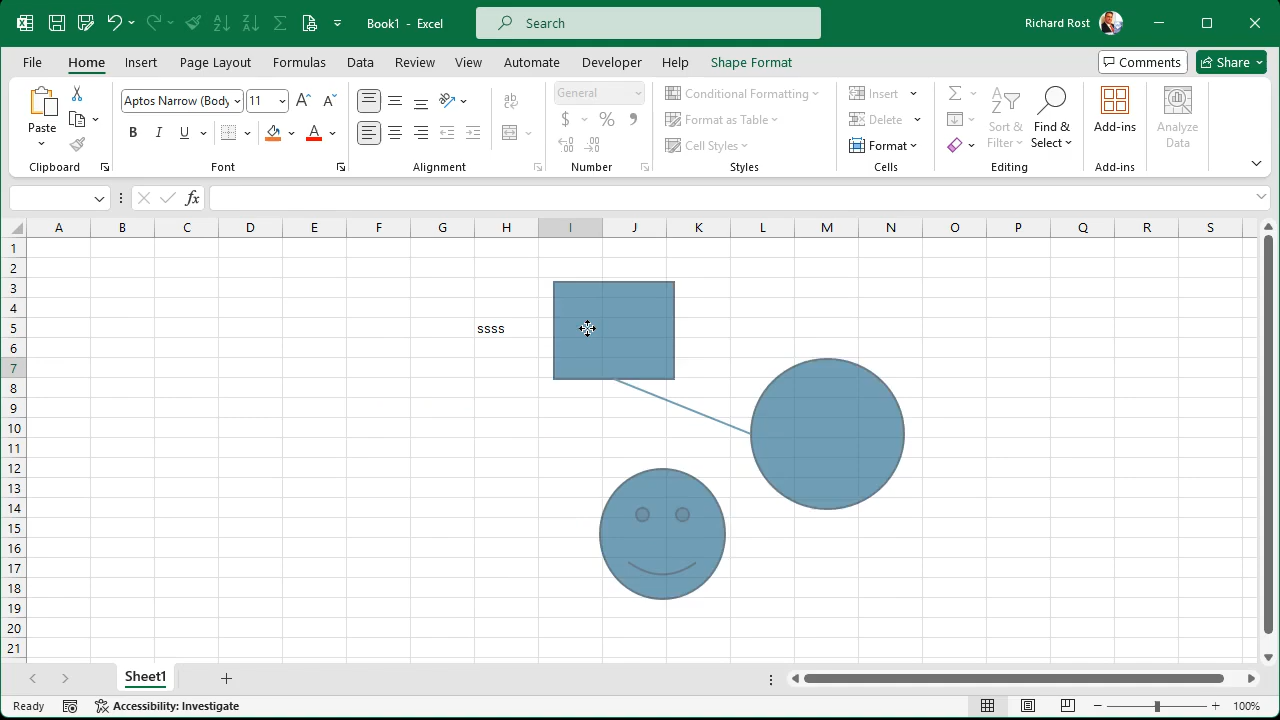 Book1 - Excel
Search
Richard Rost
File Home Insert Page Layout Formulas Data Review View Automate Developer Help Shape Format
Comments Share
Paste
Clipboard
Aptos Narrow (Body 11
B I U A
Font
ab
Alignment
General
$ % 9
Number
Conditional Formatting
Format as Table
Cell Styles
Styles
Insert
Delete
Format
Cells
Sort & Filter
Find & Select
Editing
Add-ins
Add-ins
Analyze Data
fx
A B C D E F G H I J K L M N O P Q R S
1
2
3
4
5 ssss
6
7
8
9
10
11
12
13
14
15
16
17
18
19
20
21
Sheet1
Ready Accessibility: Investigate 100%